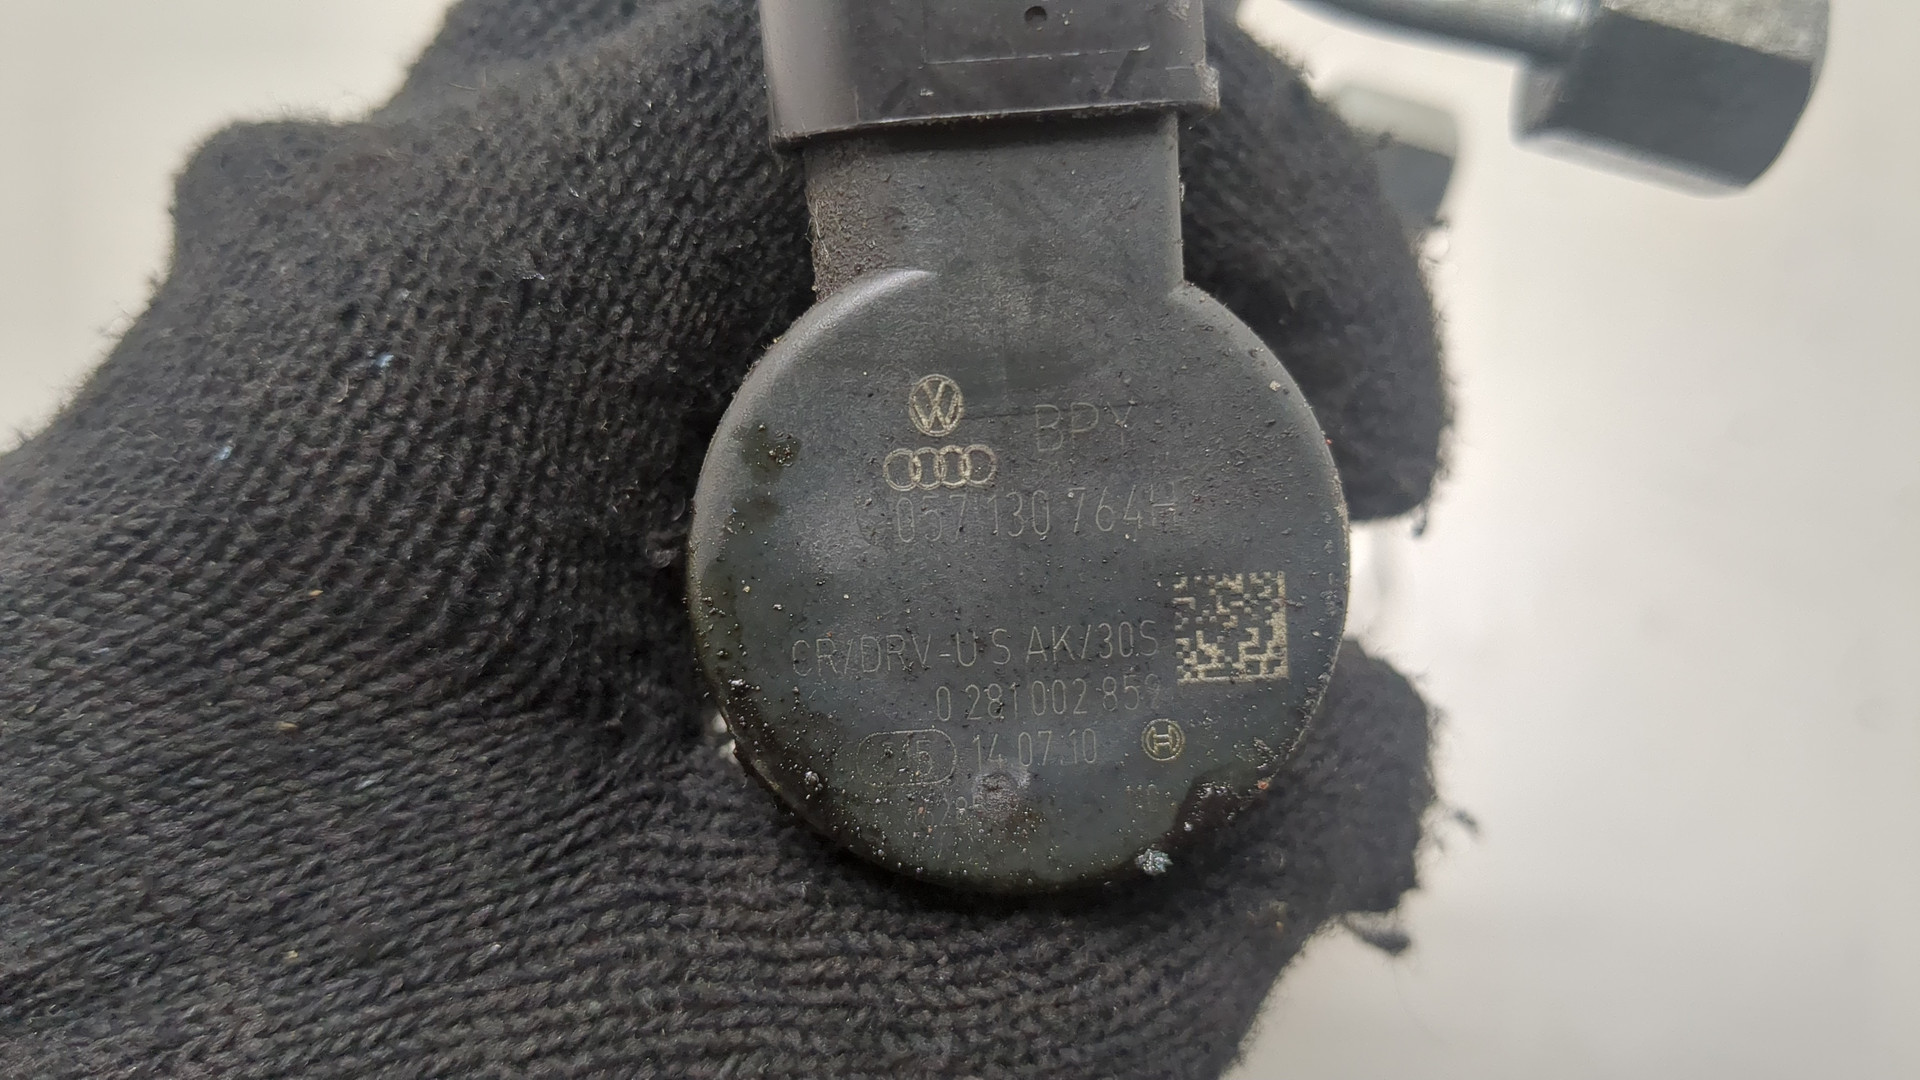 BPY
057 130 764H
CR/DRV-U S AK/30S
0 281 002 859
14.07.10